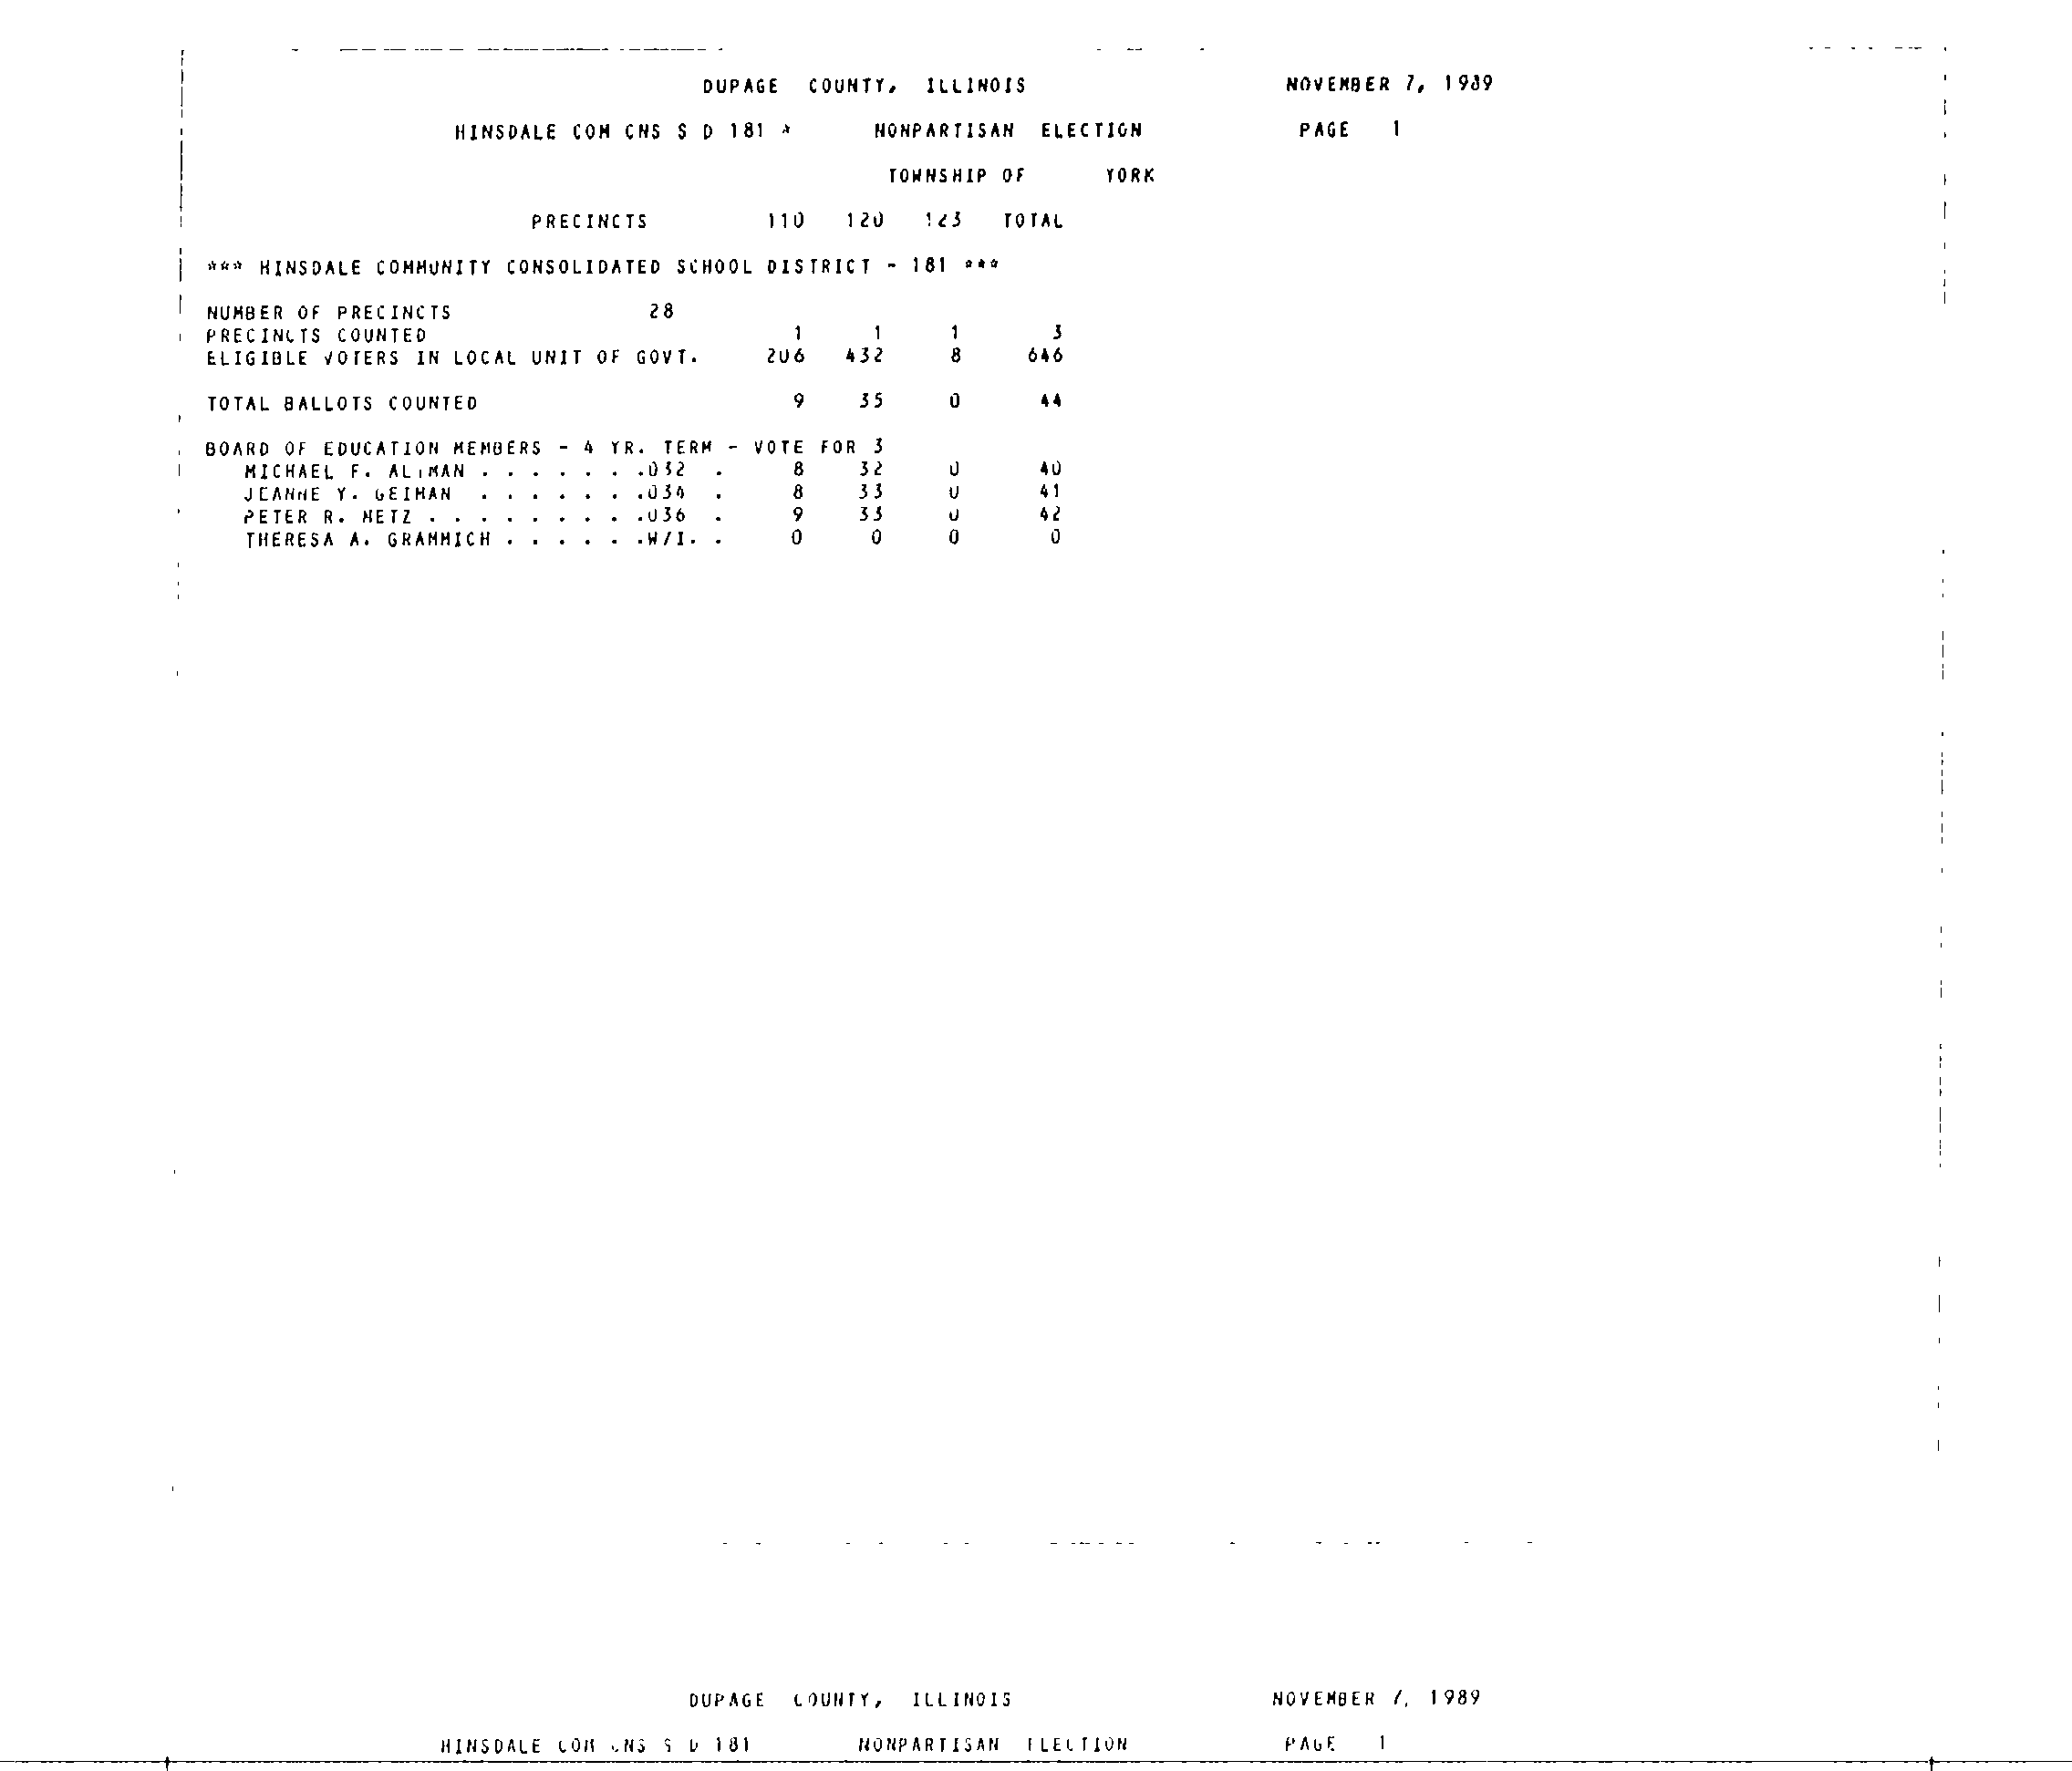 DUPAGE COUNTY, ILLINOIS NOVEMBER 7, 1989
HINSDALE COM CNS S D 181 * NONPARTISAN ELECTION PAGE 1
TOWNSHIP OF YORK
PRECINCTS 110 120 123 TOTAL
*** HINSDALE COMMUNITY CONSOLIDATED SCHOOL DISTRICT - 181 ***
NUMBER OF PRECINCTS 28
PRECINCTS COUNTED 1 1 1 3
ELIGIBLE VOTERS IN LOCAL UNIT OF GOVT. 206 432 8 646
TOTAL BALLOTS COUNTED 9 35 0 44
BOARD OF EDUCATION MEMBERS - 4 YR. TERM - VOTE FOR 3
MICHAEL F. . . . . . . .032 . 8 32 0 40
JEANNE Y. GEIMAN . . . . . . .034 . 8 33 0 41
PETER R. METZ . . . . . . . . .036 . 9 33 0 42
THERESA A. GRAMMICH . . . . . .W/I. . 0 0 0 0
DUPAGE COUNTY, ILLINOIS NOVEMBER 7, 1989
HINSDALE COM CNS S D 181 NONPARTISAN ELECTION PAGE 1